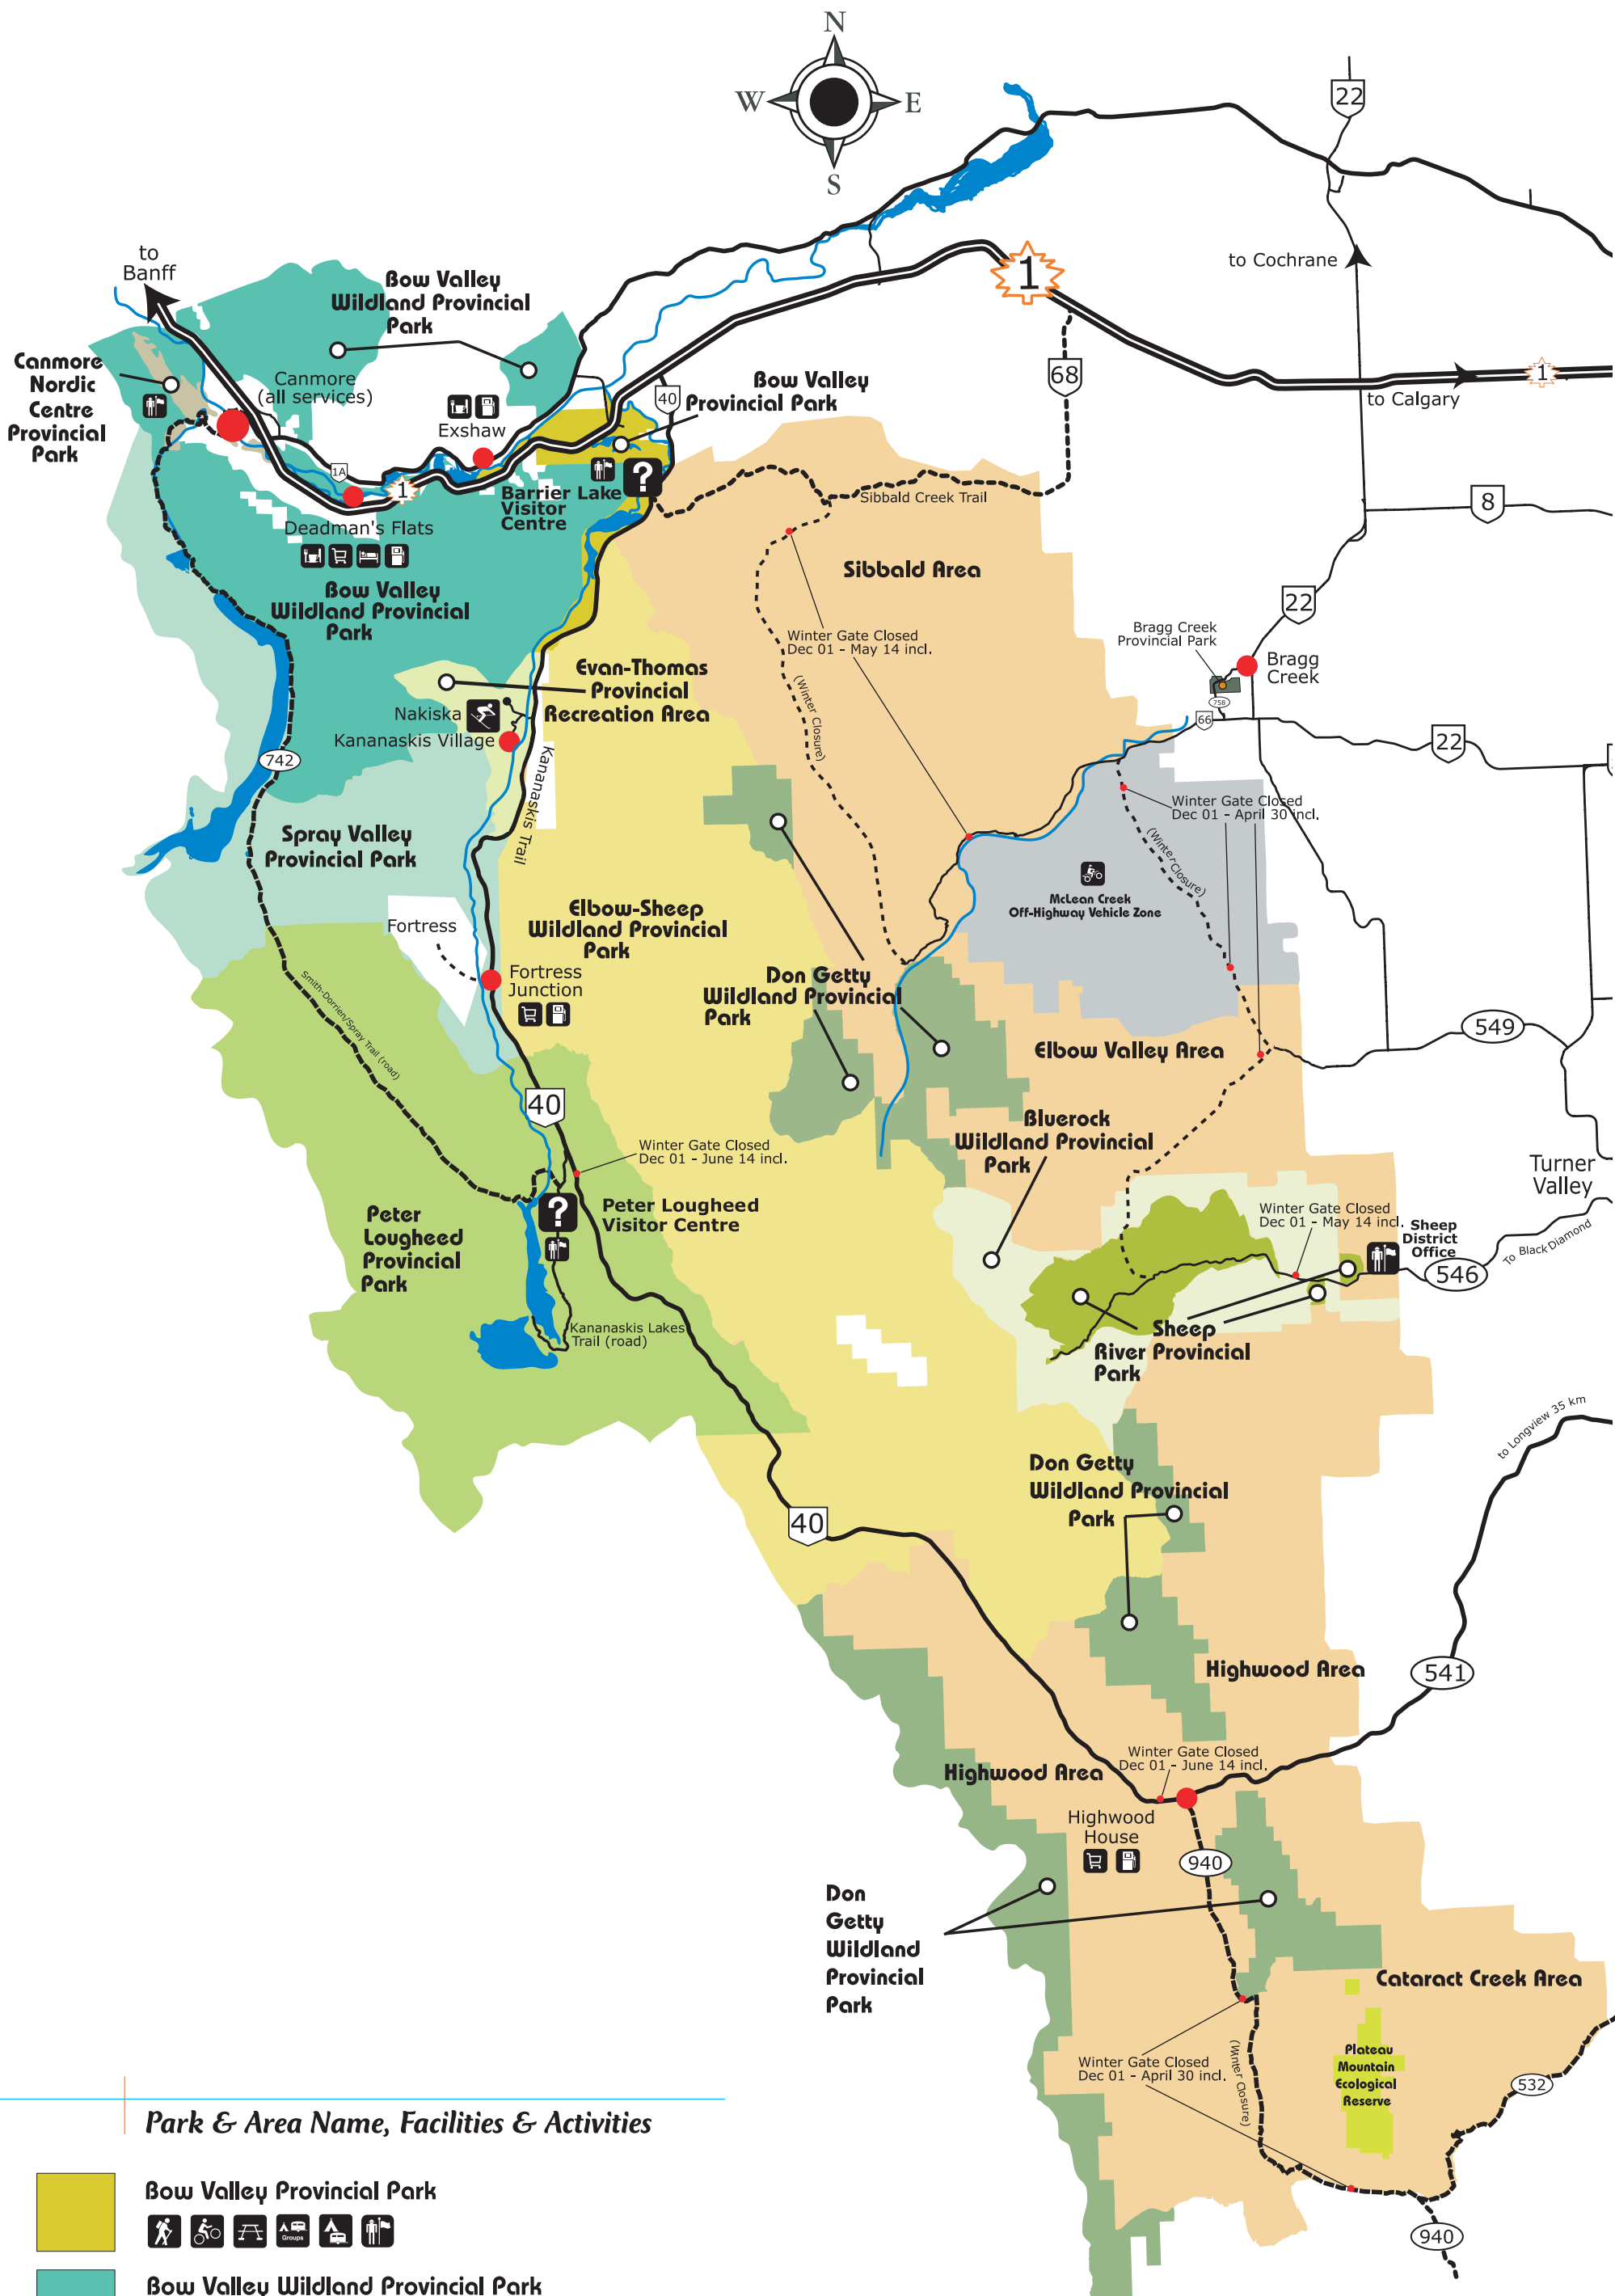 N
W
E
S
22
to
Banff
Bow Valley
Wildland Provincial
Park
to Cochrane
1
Canmore
Nordic
Centre
Provincial
Park
Canmore
(all services)
Exshaw
40
Bow Valley
Provincial Park
68
1
to Calgary
1A
1
Barrier Lake
Visitor
Centre
?
Sibbald Creek Trail
8
Deadman's Flats
Sibbald Area
Bow Valley
Wildland Provincial
Park
22
Winter Gate Closed
Dec 01 - May 14 incl.
(Winter Closure)
Bragg Creek
Provincial Park
Bragg
Creek
758
66
22
Evan-Thomas
Provincial
Recreation Area
Nakiska
Kananaskis Village
Kananaskis Trail
742
Winter Gate Closed
Dec 01 - April 30 incl.
(Winter Closure)
Spray Valley
Provincial Park
McLean Creek
Off-Highway Vehicle Zone
Elbow-Sheep
Wildland Provincial
Park
Fortress
Fortress
Junction
Smith-Dorrien/Spray Trail (road)
Don Getty
Wildland Provincial
Park
549
Elbow Valley Area
40
Bluerock
Wildland Provincial
Park
Winter Gate Closed
Dec 01 - June 14 incl.
Turner
Valley
?
Peter Lougheed
Visitor Centre
Peter
Lougheed
Provincial
Park
Winter Gate Closed
Dec 01 - May 14 incl.
Sheep
District
Office
546
To Black Diamond
Kananaskis Lakes
Trail (road)
Sheep
River Provincial
Park
to Longview 35 km
Don Getty
Wildland Provincial
Park
40
Highwood Area
541
Highwood Area
Winter Gate Closed
Dec 01 - June 14 incl.
Highwood
House
940
Don
Getty
Wildland
Provincial
Park
Cataract Creek Area
Plateau
Mountain
Ecological
Reserve
Winter Gate Closed
Dec 01 - April 30 incl.
(Winter Closure)
532
940
Park & Area Name, Facilities & Activities
Bow Valley Provincial Park
Groups
Bow Valley Wildland Provincial Park